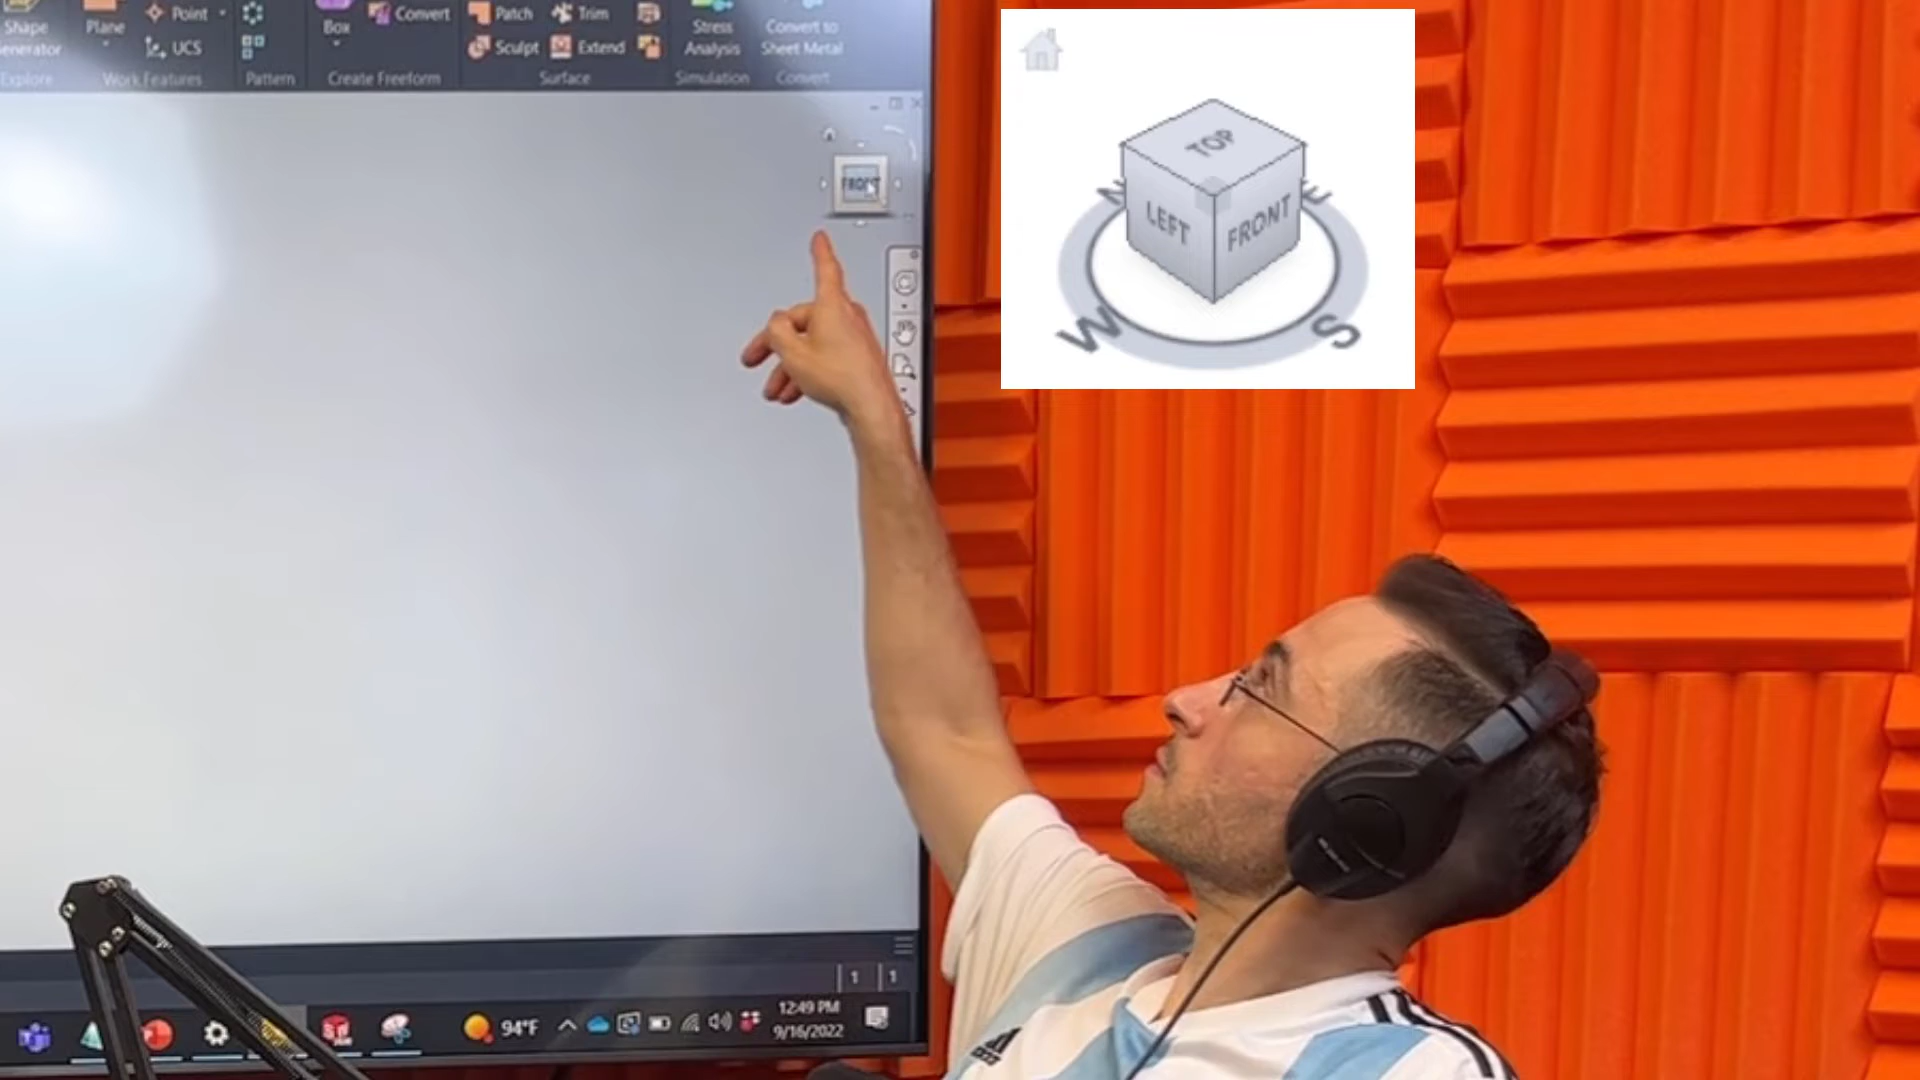 Point
Convert
Patch
Trim
Shape
Plane
Box
Stress
Convert to
UCS
Sculpt
Extend
Analysis
Sheet Metal
Explore
Work Features
Pattern
Create Freeform
Surface
Simulation
Convert
FRONT
TOP
LEFT
FRONT
W
S
1
1
94°F
12:49 PM
9/16/2022
adidas